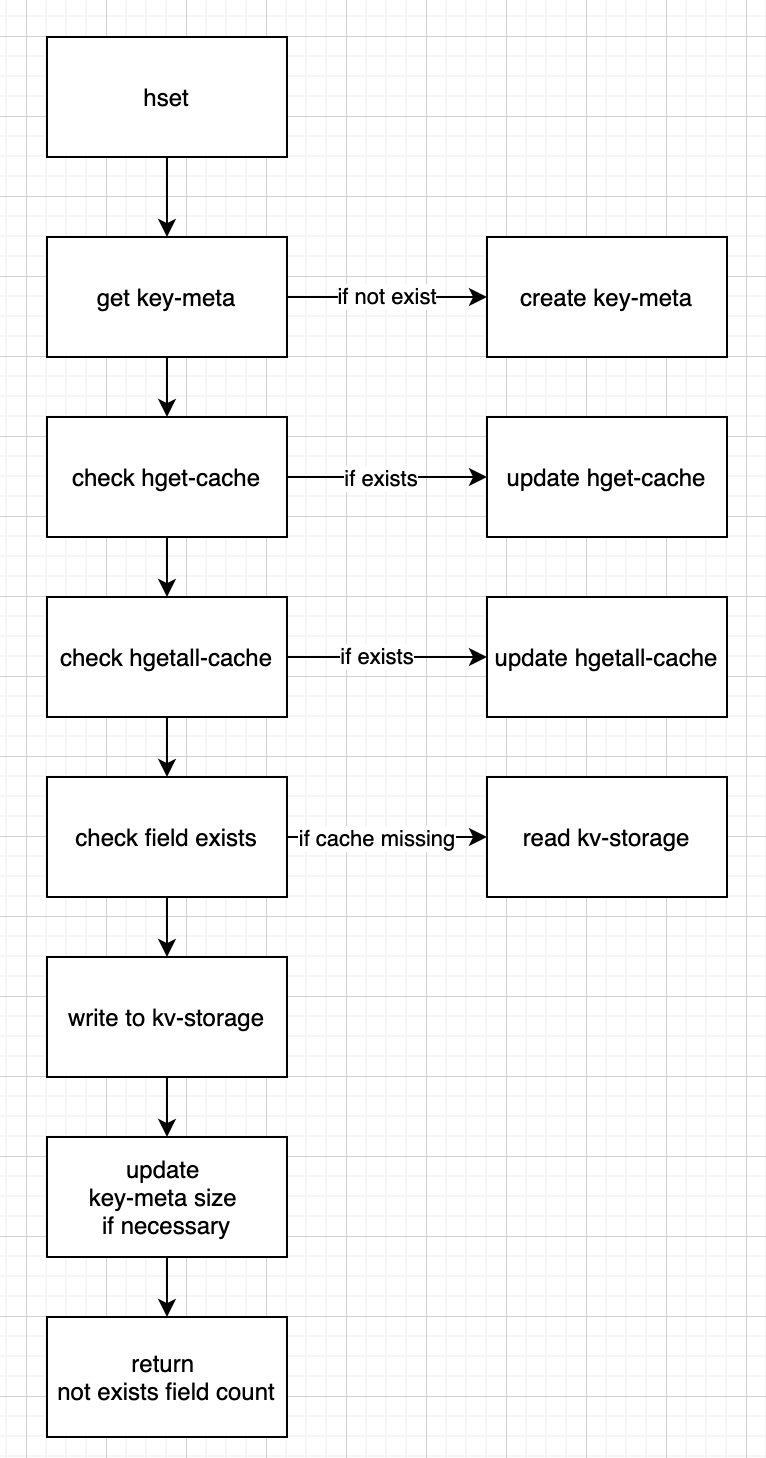 hset
get key-meta
if not exist
create key-meta
check hget-cache
if exists
update hget-cache
check hgetall-cache
if exists
update hgetall-cache
check field exists
if cache missing
read kv-storage
write to kv-storage
update
key-meta size
if necessary
return
not exists field count